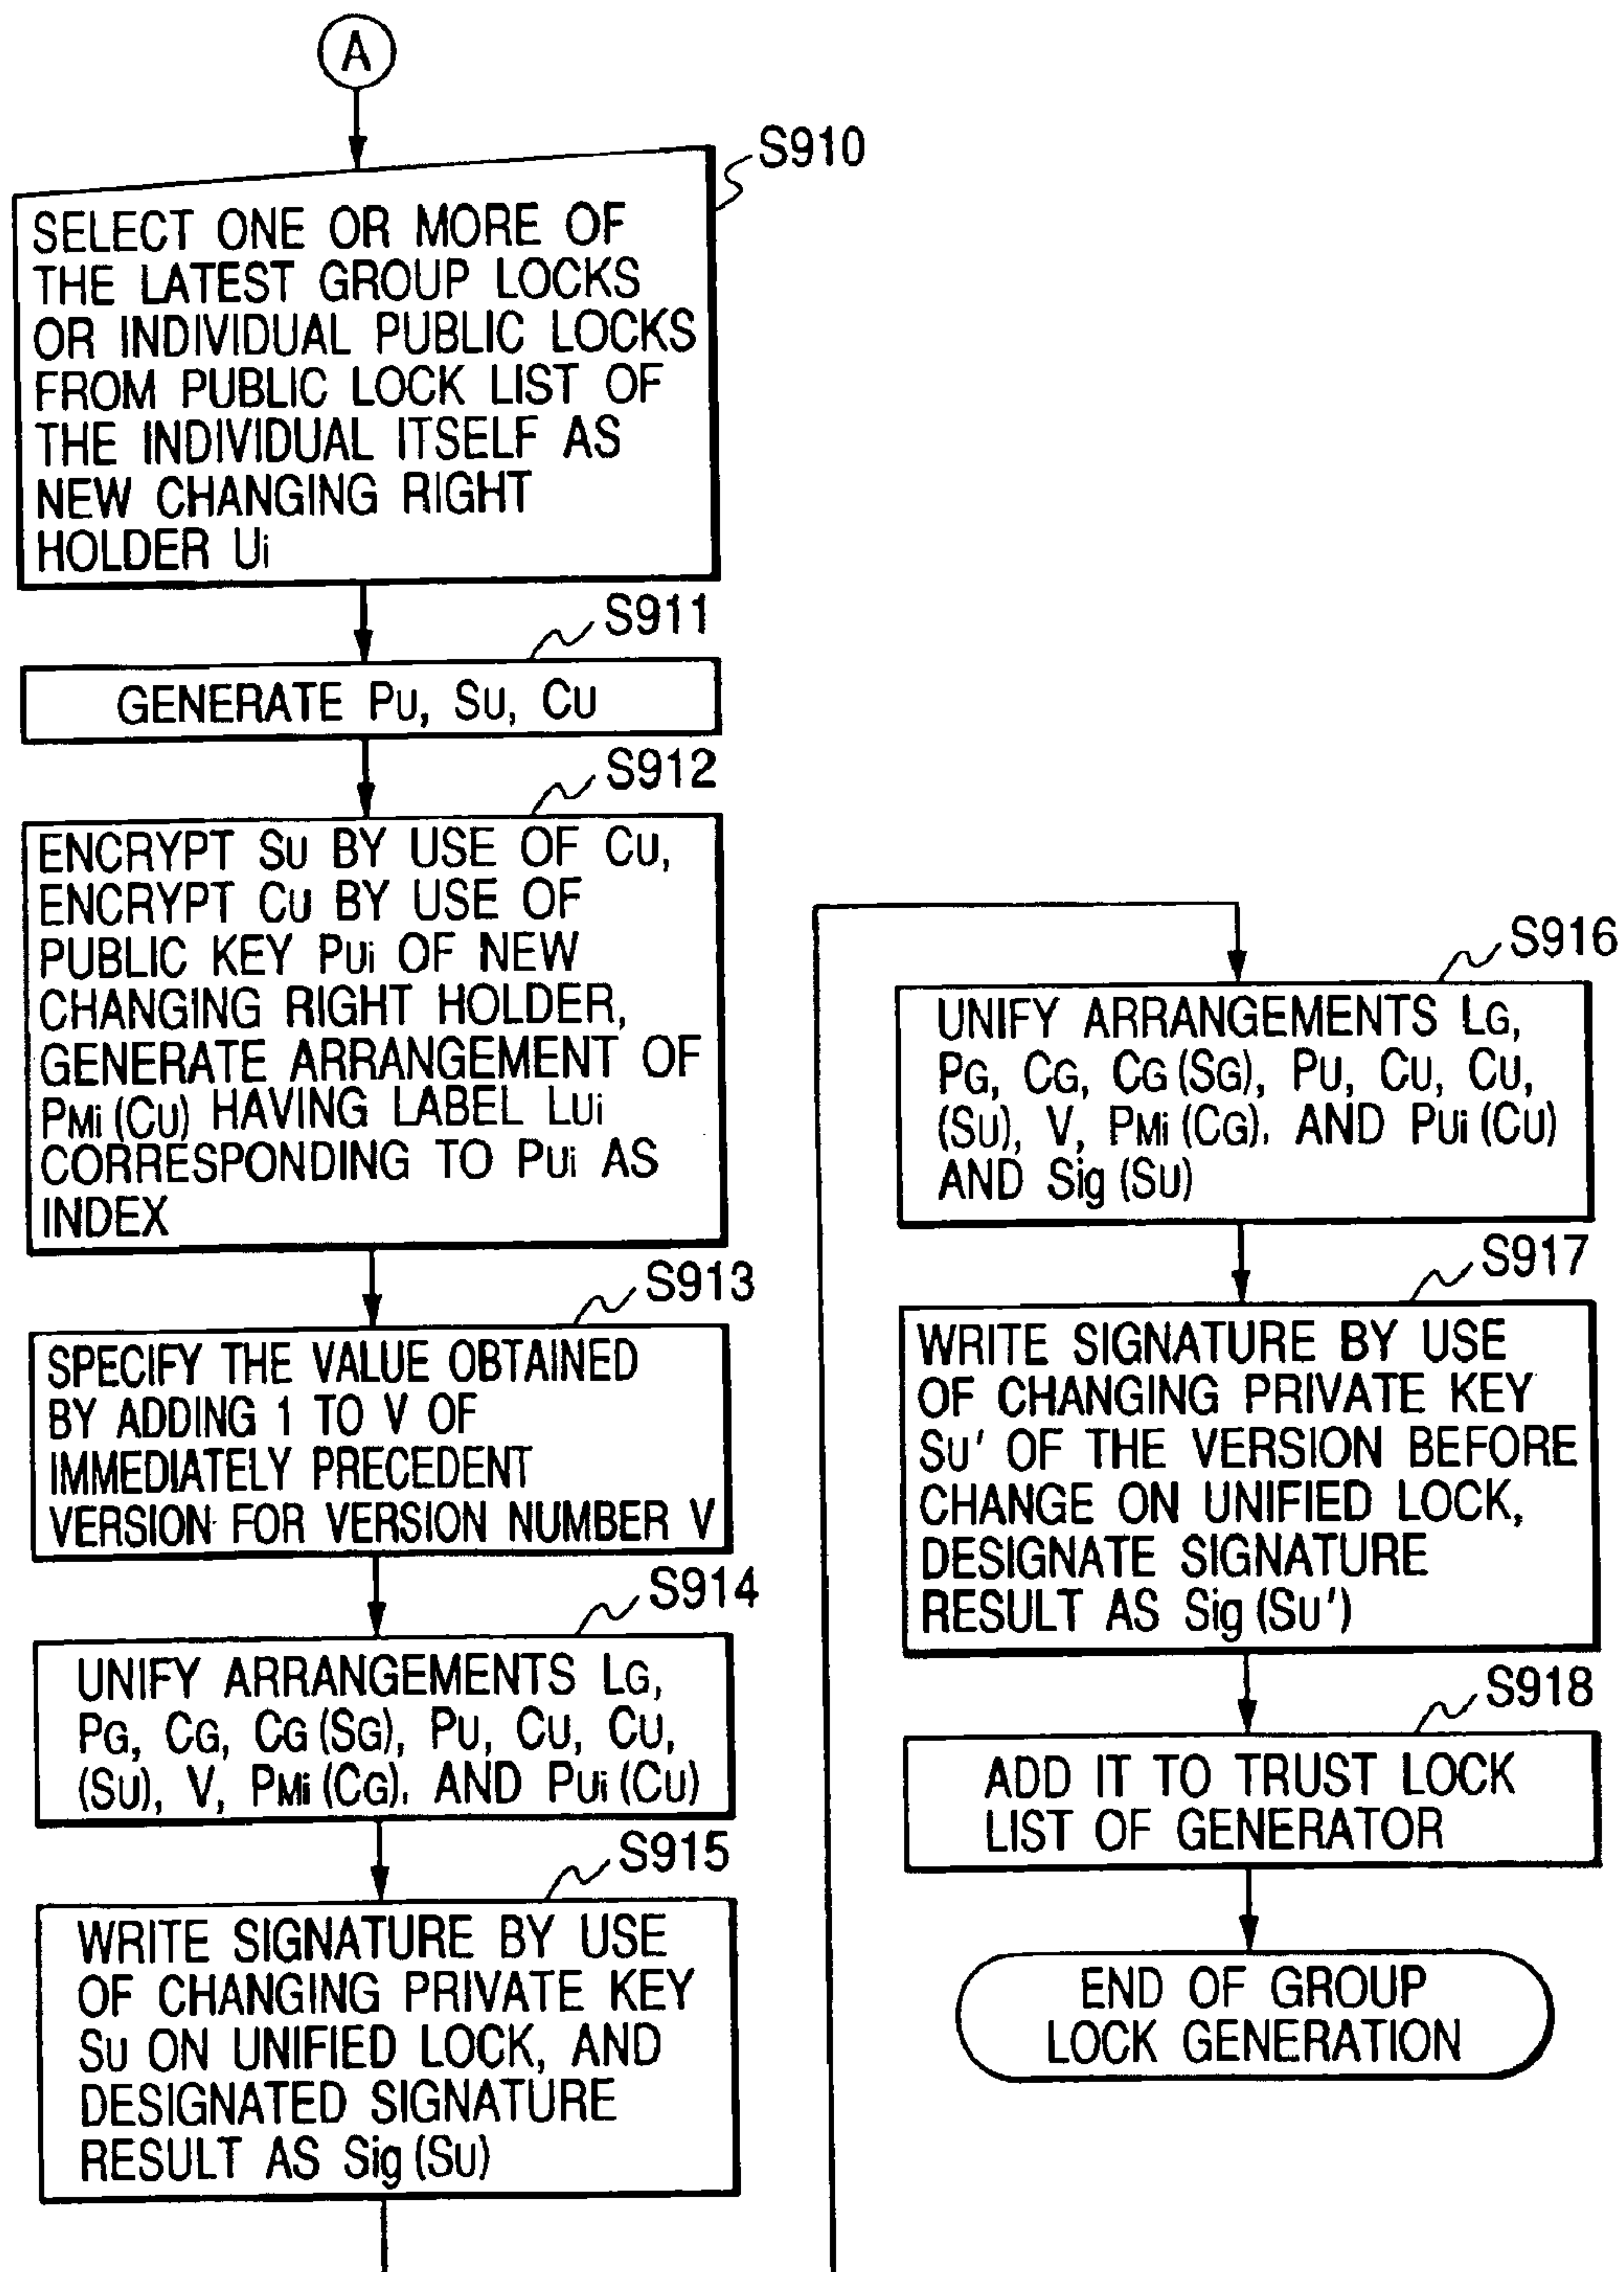 A
S910
SELECT ONE OR MORE OF
THE LATEST GROUP LOCKS
OR INDIVIDUAL PUBLIC LOCKS
FROM PUBLIC LOCK LIST OF
THE INDIVIDUAL ITSELF AS
NEW CHANGING RIGHT
HOLDER Ui
S911
GENERATE PU, SU, CU
S912
ENCRYPT SU BY USE OF CU,
ENCRYPT CU BY USE OF
PUBLIC KEY PUi OF NEW
CHANGING RIGHT HOLDER,
GENERATE ARRANGEMENT OF
PMi (CU) HAVING LABEL LUi
CORRESPONDING TO PUi AS
INDEX
S913
SPECIFY THE VALUE OBTAINED
BY ADDING 1 TO V OF
IMMEDIATELY PRECEDENT
VERSION FOR VERSION NUMBER V
S914
UNIFY ARRANGEMENTS LG,
PG, CG, CG (SG), PU, CU, CU,
(SU), V, PMi (CG), AND PUi (CU)
S915
WRITE SIGNATURE BY USE
OF CHANGING PRIVATE KEY
SU ON UNIFIED LOCK, AND
DESIGNATED SIGNATURE
RESULT AS Sig (SU)
S916
UNIFY ARRANGEMENTS LG,
PG, CG, CG (SG), PU, CU, CU,
(SU), V, PMi (CG), AND PUi (CU)
AND Sig (SU)
S917
WRITE SIGNATURE BY USE
OF CHANGING PRIVATE KEY
SU' OF THE VERSION BEFORE
CHANGE ON UNIFIED LOCK,
DESIGNATE SIGNATURE
RESULT AS Sig (SU')
S918
ADD IT TO TRUST LOCK
LIST OF GENERATOR
END OF GROUP
LOCK GENERATION